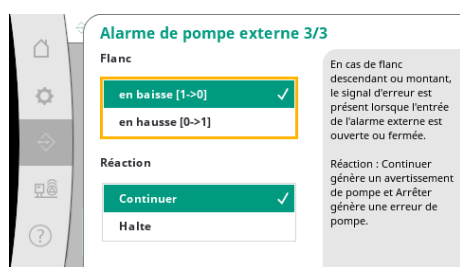 Alarme de pompe externe 3/3
Flanc
en baisse [1->0]
en hausse [0->1]
Réaction
Continuer
Halte
En cas de flanc
descendant ou montant,
le signal d'erreur est
présent lorsque l'entrée
de l'alarme externe est
ouverte ou fermée.
Réaction : Continuer
génère un avertissement
de pompe et Arrêter
génère une erreur de
pompe.